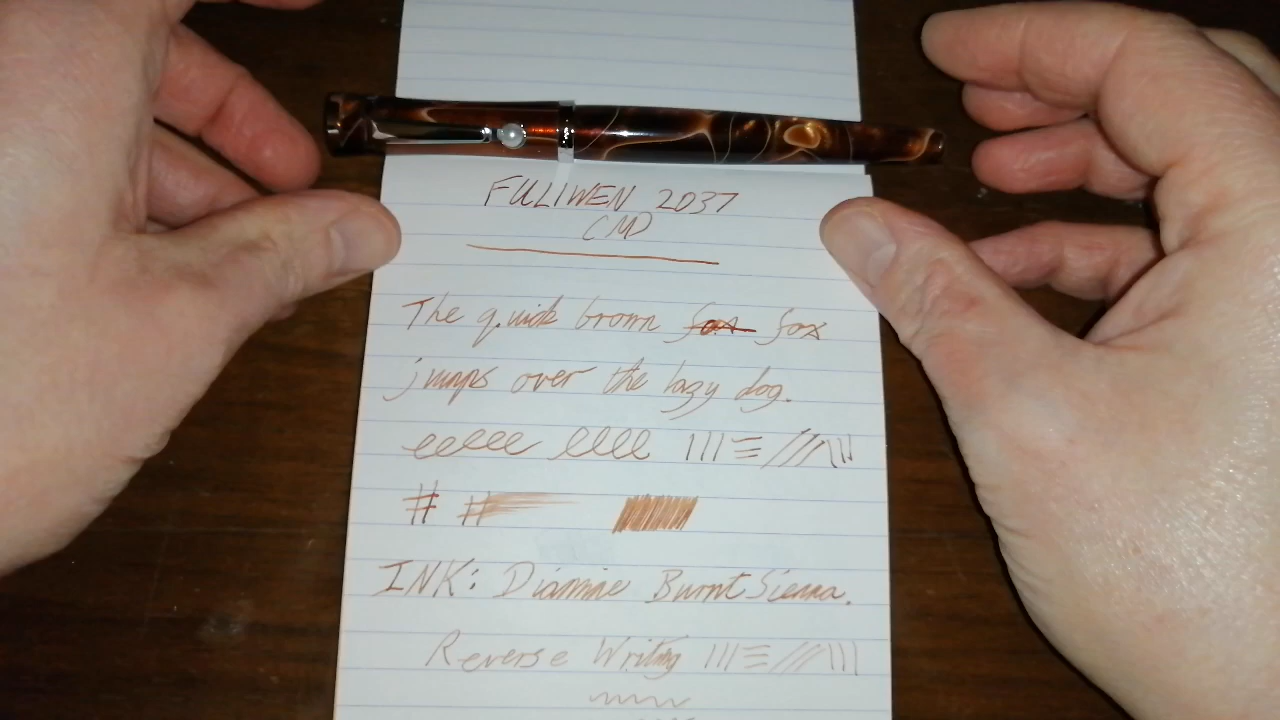 FULIWEN 2037
(M)
The quick brown fox fox
jumps over the lazy dog.
eeeee llll
# #
INK: Diamine Burnt Sienna.
Reverse Writing